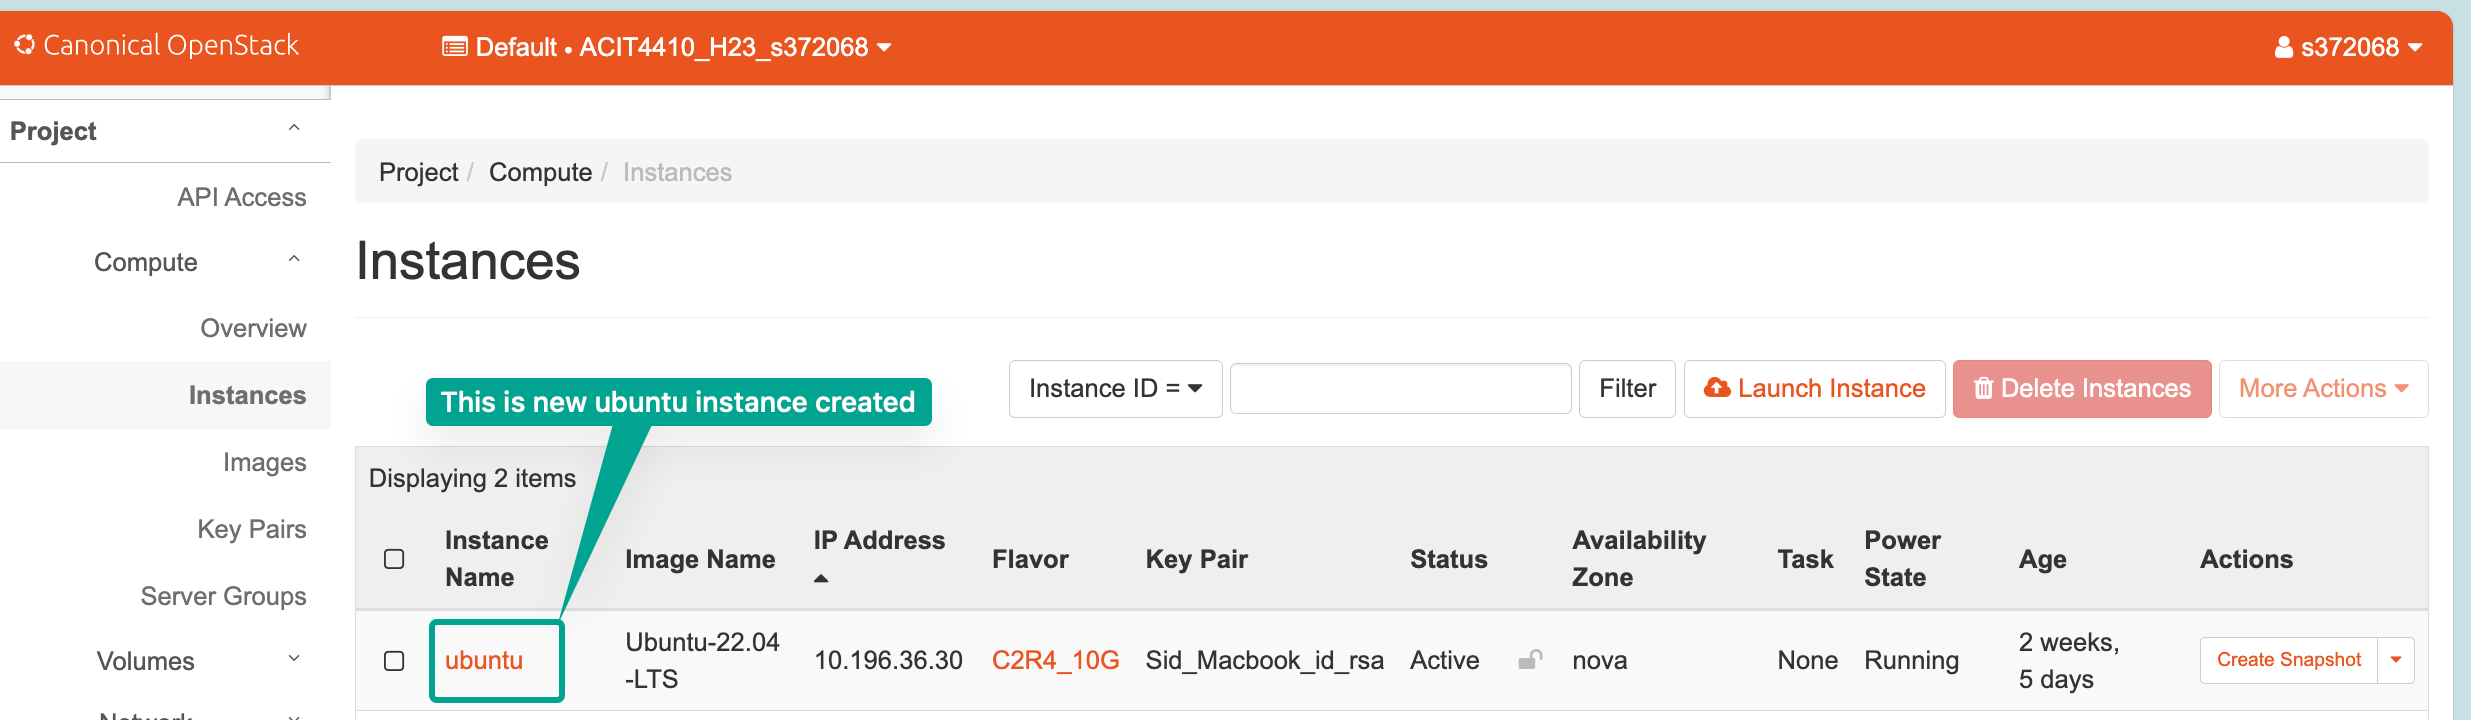 Canonical OpenStack
Default • ACIT4410_H23_s372068
s372068
Project
API Access
Compute
Overview
Instances
Images
Key Pairs
Server Groups
Volumes
Network
Project / Compute / Instances
Instances
This is new ubuntu instance created
Instance ID =
Filter
Launch Instance
Delete Instances
More Actions
Displaying 2 items
Instance Name
Image Name
IP Address
Flavor
Key Pair
Status
Availability Zone
Task
Power State
Age
Actions
ubuntu
Ubuntu-22.04
-LTS
10.196.36.30
C2R4_10G
Sid_Macbook_id_rsa
Active
nova
None
Running
2 weeks,
5 days
Create Snapshot